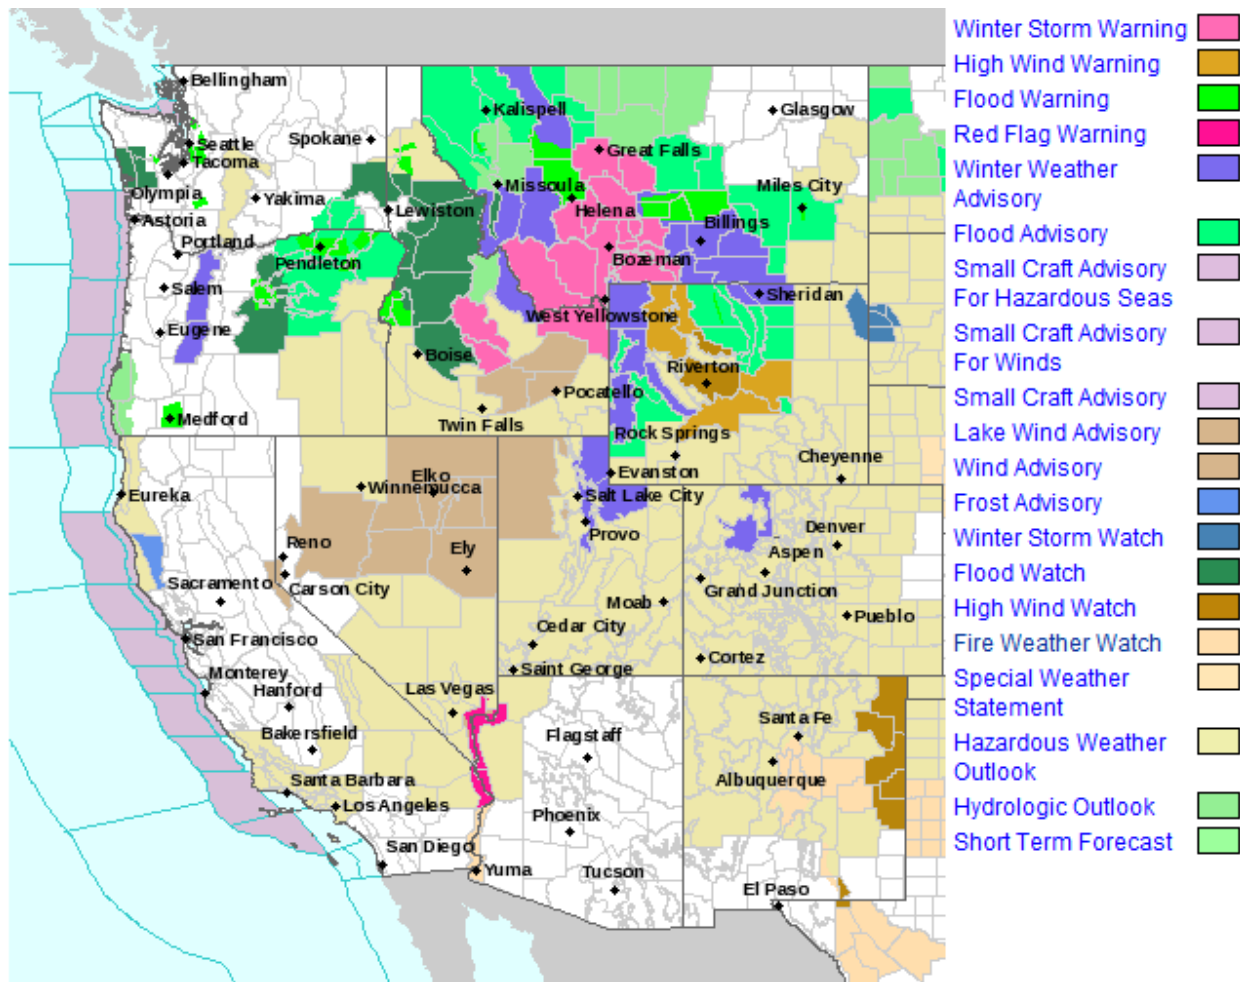 Winter Storm Warning
High Wind Warning
Flood Warning
Red Flag Warning
Winter Weather
Advisory
Flood Advisory
Small Craft Advisory
For Hazardous Seas
Small Craft Advisory
For Winds
Small Craft Advisory
Lake Wind Advisory
Wind Advisory
Frost Advisory
Winter Storm Watch
Flood Watch
High Wind Watch
Fire Weather Watch
Special Weather
Statement
Hazardous Weather
Outlook
Hydrologic Outlook
Short Term Forecast
Bellingham
Kalispell
Glasgow
Seattle
Spokane
Great Falls
Tacoma
Missoula
Miles City
Olympia
Yakima
Lewiston
Helena
Astoria
Billings
Portland
Pendleton
Bozeman
Salem
Sheridan
West Yellowstone
Eugene
Boise
Riverton
Pocatello
Medford
Twin Falls
Rock Springs
Cheyenne
Evanston
Elko
Winnemucca
Eureka
Salt Lake City
Provo
Denver
Reno
Ely
Aspen
Sacramento
Carson City
Grand Junction
Moab
Pueblo
Cedar City
San Francisco
Cortez
Saint George
Monterey
Hanford
Las Vegas
Santa Fe
Bakersfield
Flagstaff
Albuquerque
Santa Barbara
Los Angeles
Phoenix
San Diego
Yuma
Tucson
El Paso